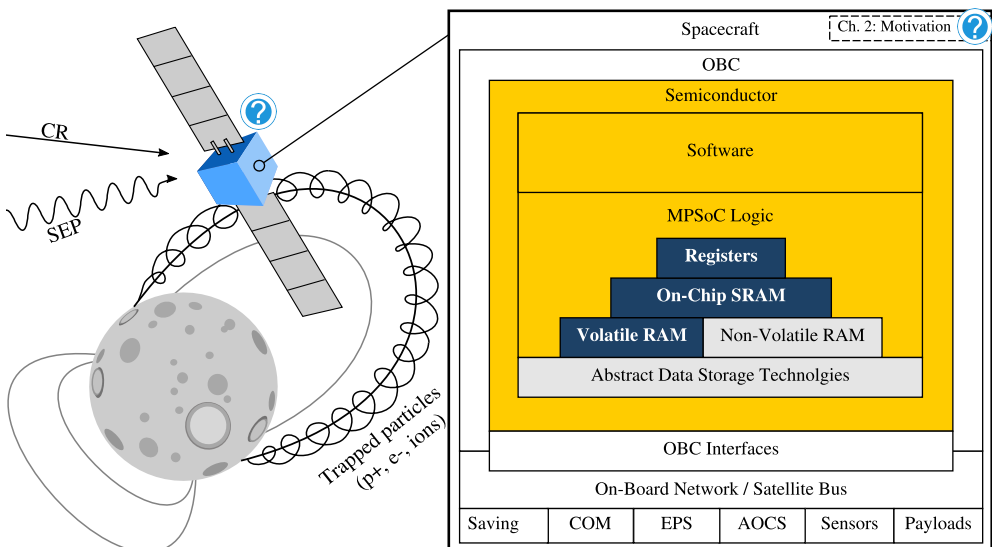 CR
SEP
Trapped particles
(p+, e-, ions)
Spacecraft
Ch. 2: Motivation
?
?
OBC
Semiconductor
Software
MPSoC Logic
Registers
On-Chip SRAM
Volatile RAM
Non-Volatile RAM
Abstract Data Storage Technolgies
OBC Interfaces
On-Board Network / Satellite Bus
Saving
COM
EPS
AOCS
Sensors
Payloads